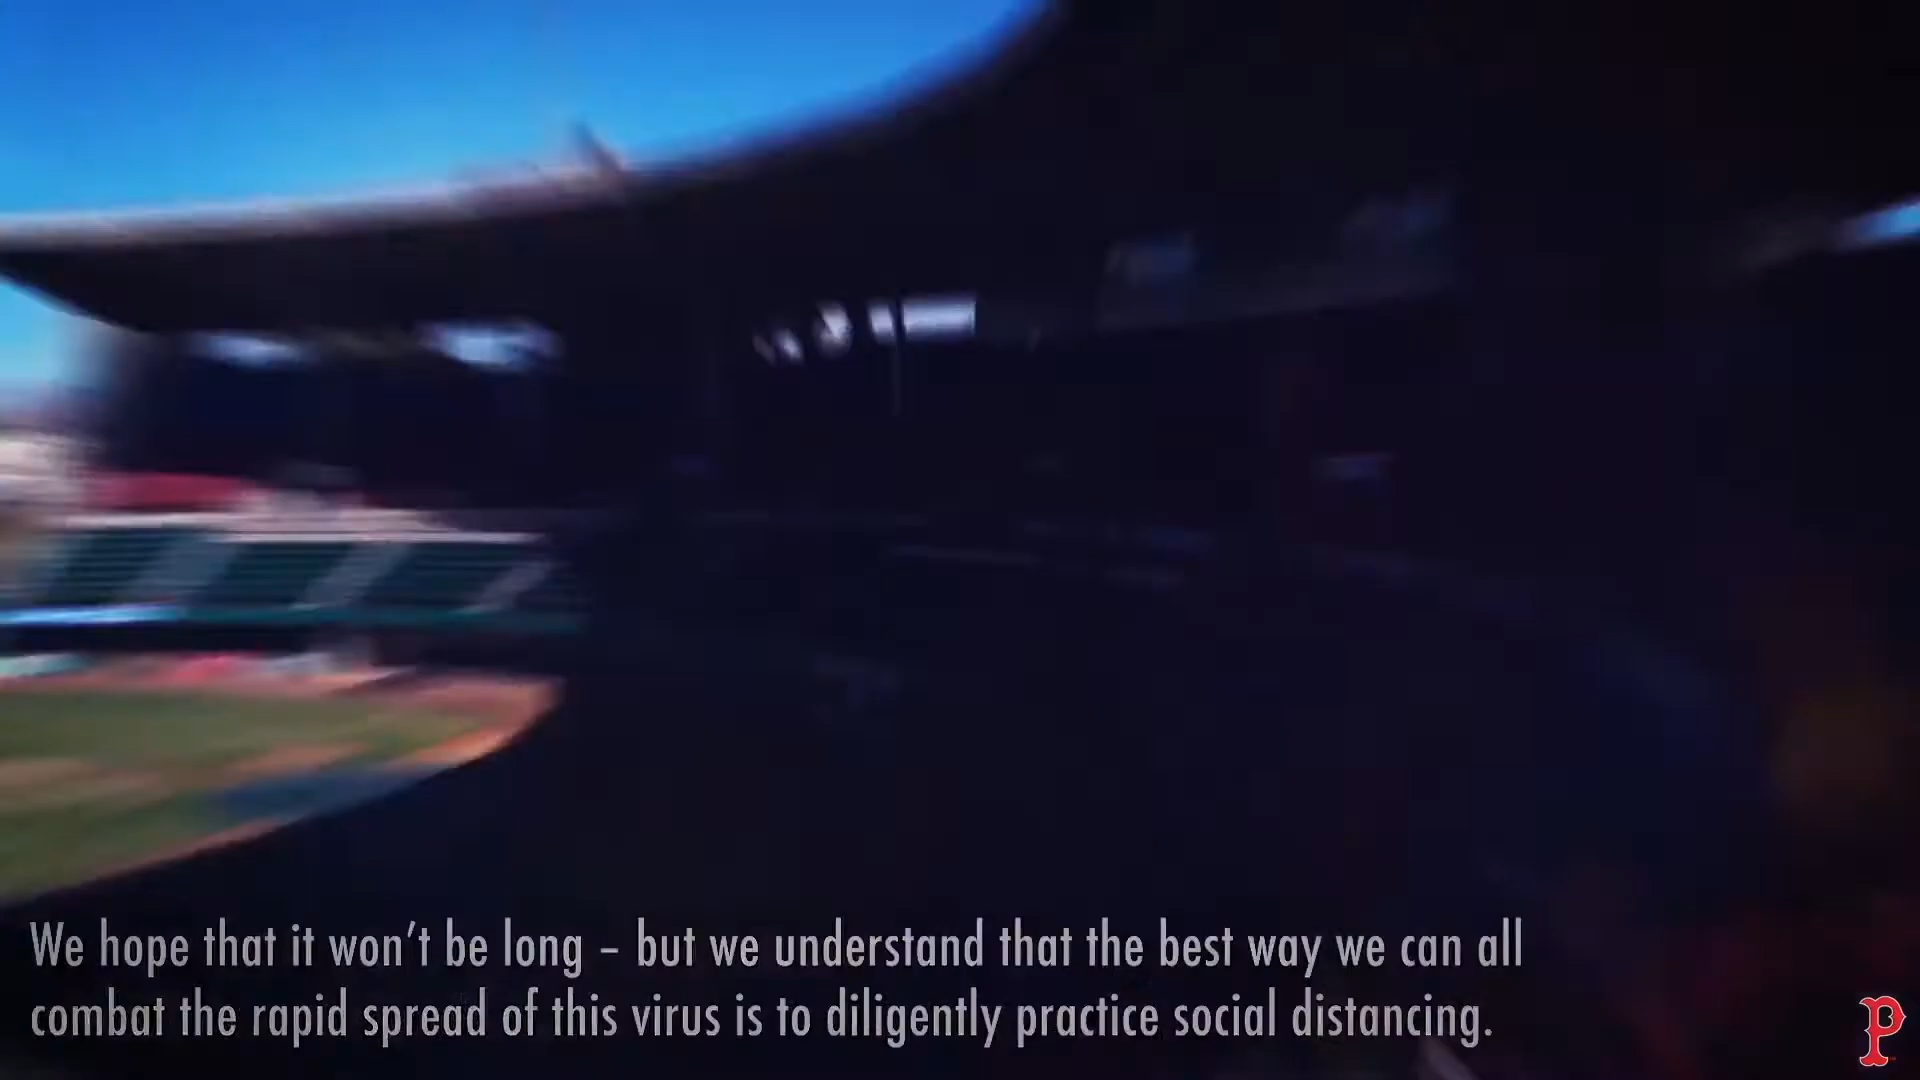 We hope that it won’t be long – but we understand that the best way we can all
combat the rapid spread of this virus is to diligently practice social distancing.
P